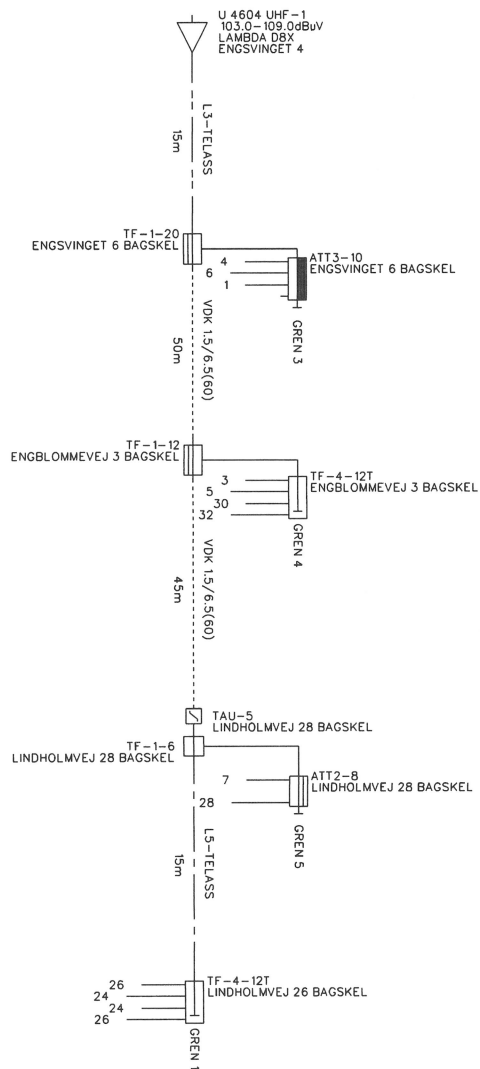 U 4604 UHF-1
103.0-109.0dBuV
LAMBDA D8X
ENGSVINGET 4
L3-TELASS
15m
TF-1-20
ENGSVINGET 6 BAGSKEL
4
6
1
ATT3-10
ENGSVINGET 6 BAGSKEL
GREN 3
VDK 1.5/6.5(60)
50m
TF-1-12
ENGBLOMMEVEJ 3 BAGSKEL
3
5
30
32
TF-4-12T
ENGBLOMMEVEJ 3 BAGSKEL
GREN 4
VDK 1.5/6.5(60)
45m
TAU-5
LINDHOLMVEJ 28 BAGSKEL
TF-1-6
LINDHOLMVEJ 28 BAGSKEL
7
28
ATT2-8
LINDHOLMVEJ 28 BAGSKEL
GREN 5
L5-TELASS
15m
26
24
24
26
TF-4-12T
LINDHOLMVEJ 26 BAGSKEL
GREN 1